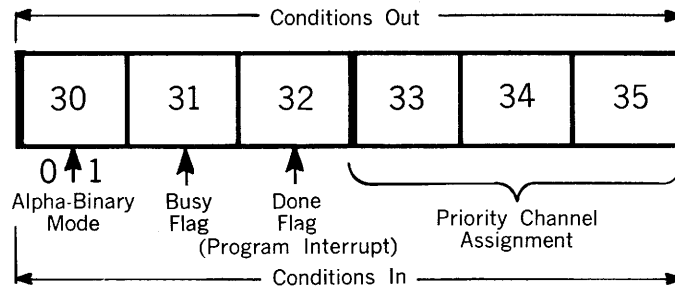 Conditions Out
30 31 32 33 34 35
0 1
Alpha-Binary Mode
Busy Flag
Done Flag
(Program Interrupt)
Priority Channel Assignment
Conditions In